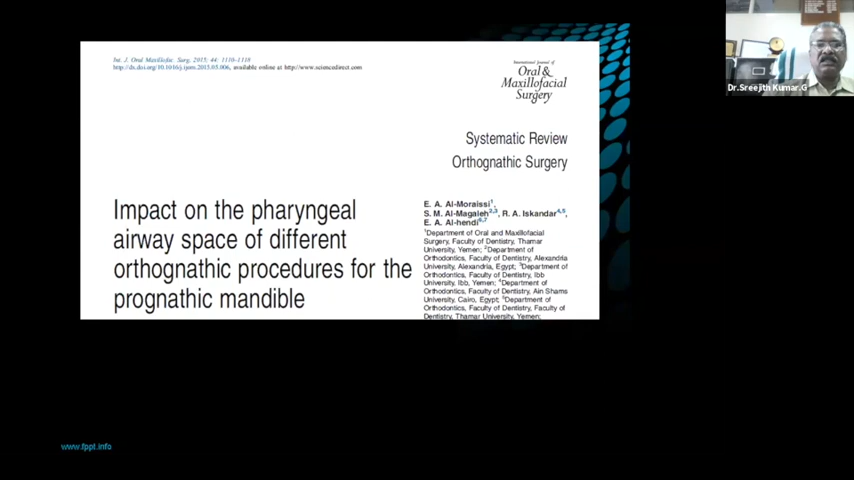 Int. J. Oral Maxillofac. Surg. 2015; 44: 1110–1118
http://dx.doi.org/10.1016/j.ijom.2015.05.006, available online at http://www.sciencedirect.com
International Journal of
Oral &
Maxillofacial
Surgery
Systematic Review
Orthognathic Surgery
Impact on the pharyngeal
airway space of different
orthognathic procedures for the
prognathic mandible
E. A. Al-Moraissi1,
S. M. Al-Magaleh2,3, R. A. Iskandar4,5,
E. A. Al-hendi6,7
1Department of Oral and Maxillofacial
Surgery, Faculty of Dentistry, Thamar
University, Yemen; 2Department of
Orthodontics, Faculty of Dentistry, Alexandria
University, Alexandria, Egypt; 3Department of
Orthodontics, Faculty of Dentistry, Ibb
University, Ibb, Yemen; 4Department of
Orthodontics, Faculty of Dentistry, Ain Shams
University, Cairo, Egypt; 5Department of
Orthodontics, Faculty of Dentistry, Faculty of
Dentistry, Thamar University, Yemen;
Dr.Sreejith Kumar.G
www.fppt.info